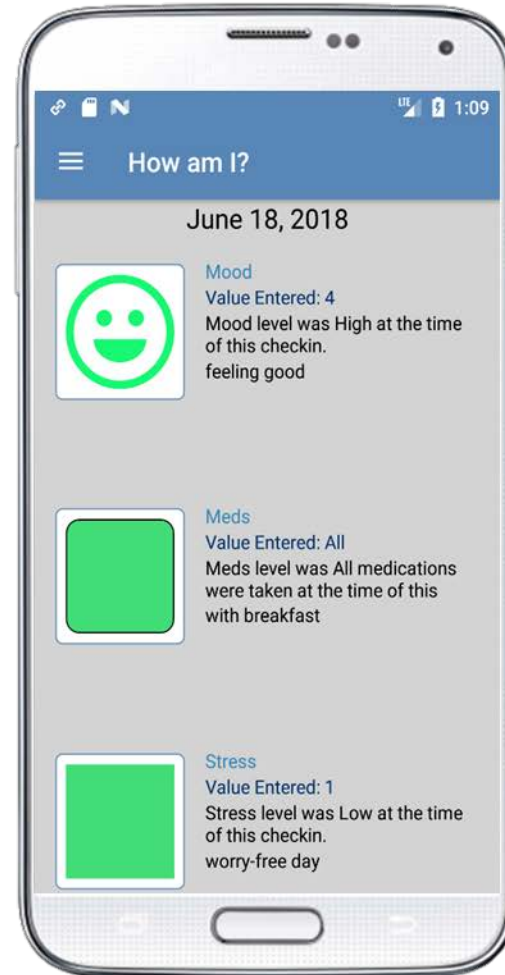 LTE 1:09
How am I?
June 18, 2018
Mood
Value Entered: 4
Mood level was High at the time
of this checkin.
feeling good
Meds
Value Entered: All
Meds level was All medications
were taken at the time of this
with breakfast
Stress
Value Entered: 1
Stress level was Low at the time
of this checkin.
worry-free day